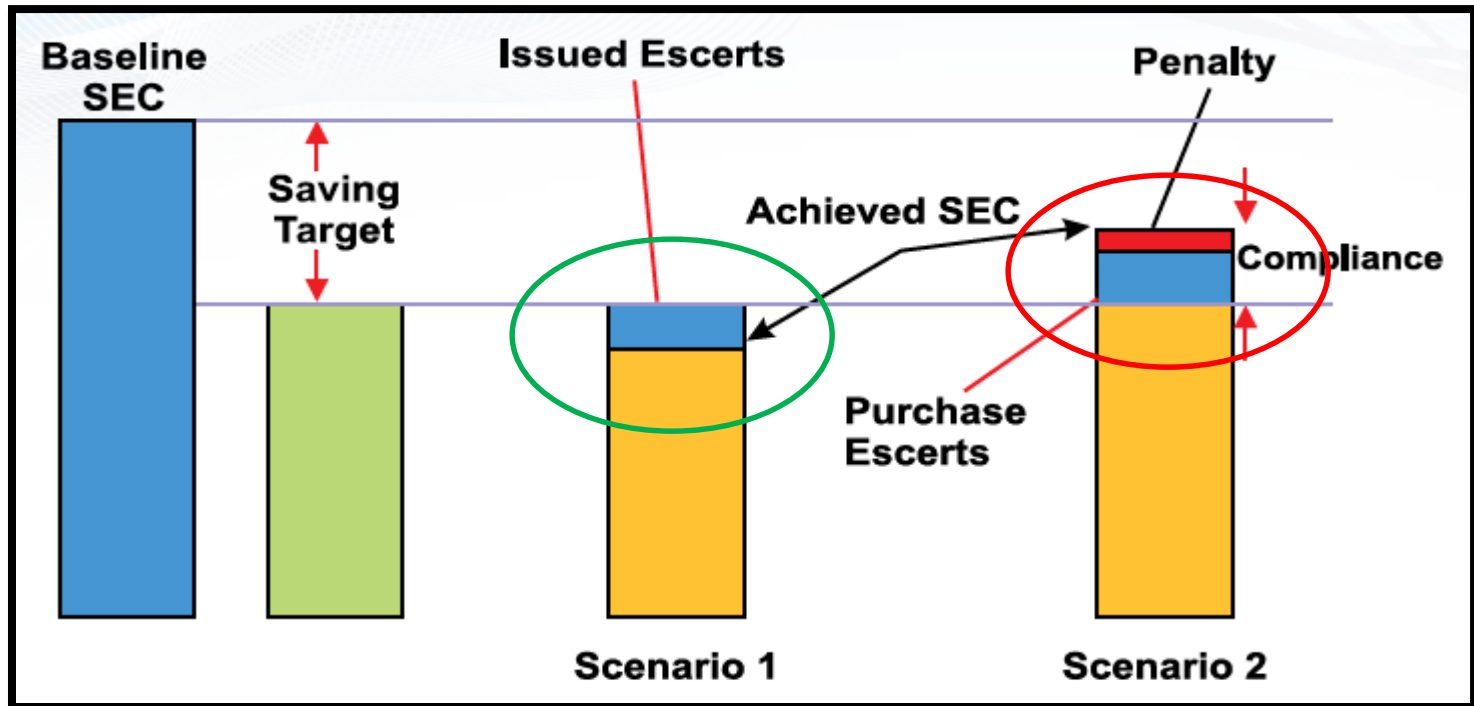 Baseline
SEC
Issued Escerts
Penalty
Saving
Target
Achieved SEC
Compliance
Purchase
Escerts
Scenario 1
Scenario 2